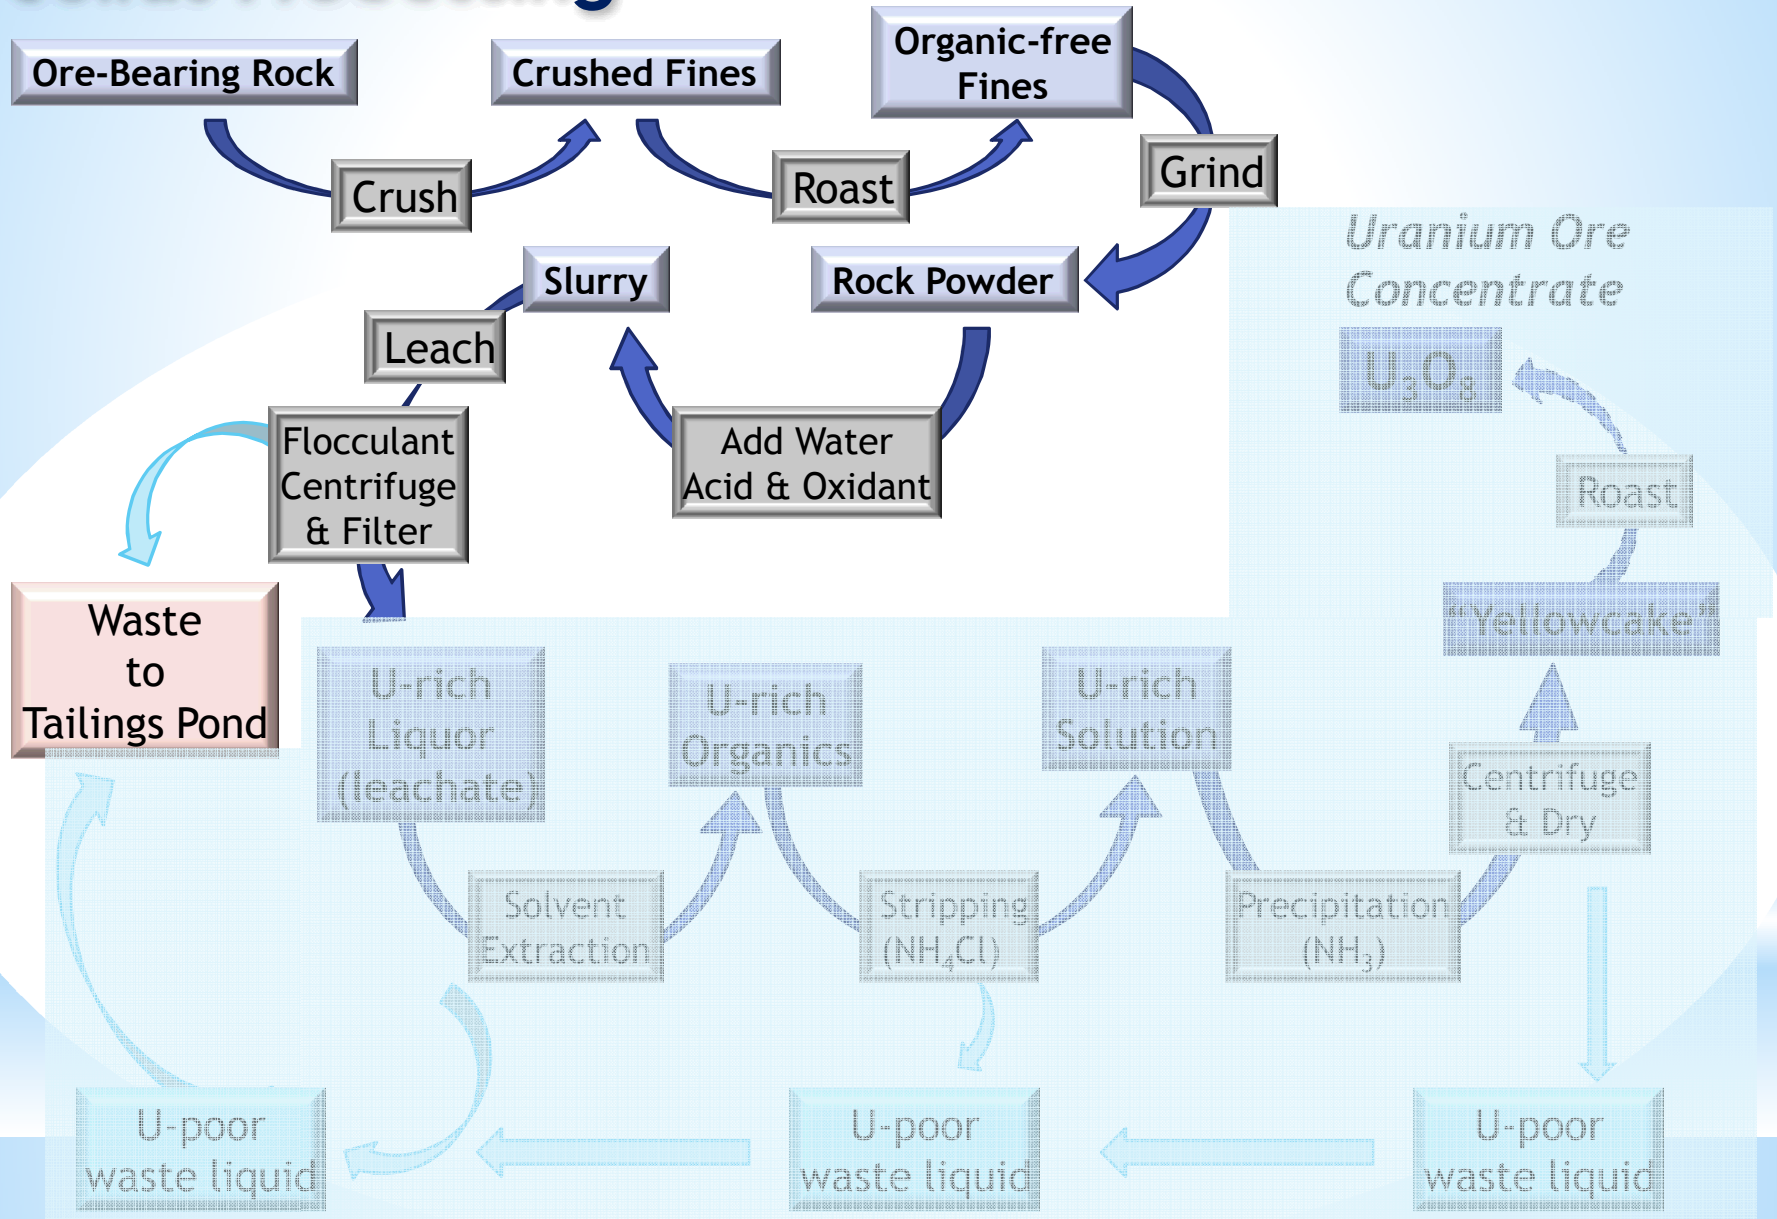 Ore-Bearing Rock
Crushed Fines
Organic-free
Fines
Crush
Roast
Grind
Slurry
Rock Powder
Leach
Add Water
Acid & Oxidant
Flocculant
Centrifuge
& Filter
Waste
to
Tailings Pond
Uranium Ore
Concentrate
U₃O₈
Roast
"Yellowcake"
U-rich
Liquor
(leachate)
U-rich
Organics
U-rich
Solution
Centrifuge
& Dry
Solvent
Extraction
Stripping
(NH₄Cl)
Precipitation
(NH₃)
U-poor
waste liquid
U-poor
waste liquid
U-poor
waste liquid